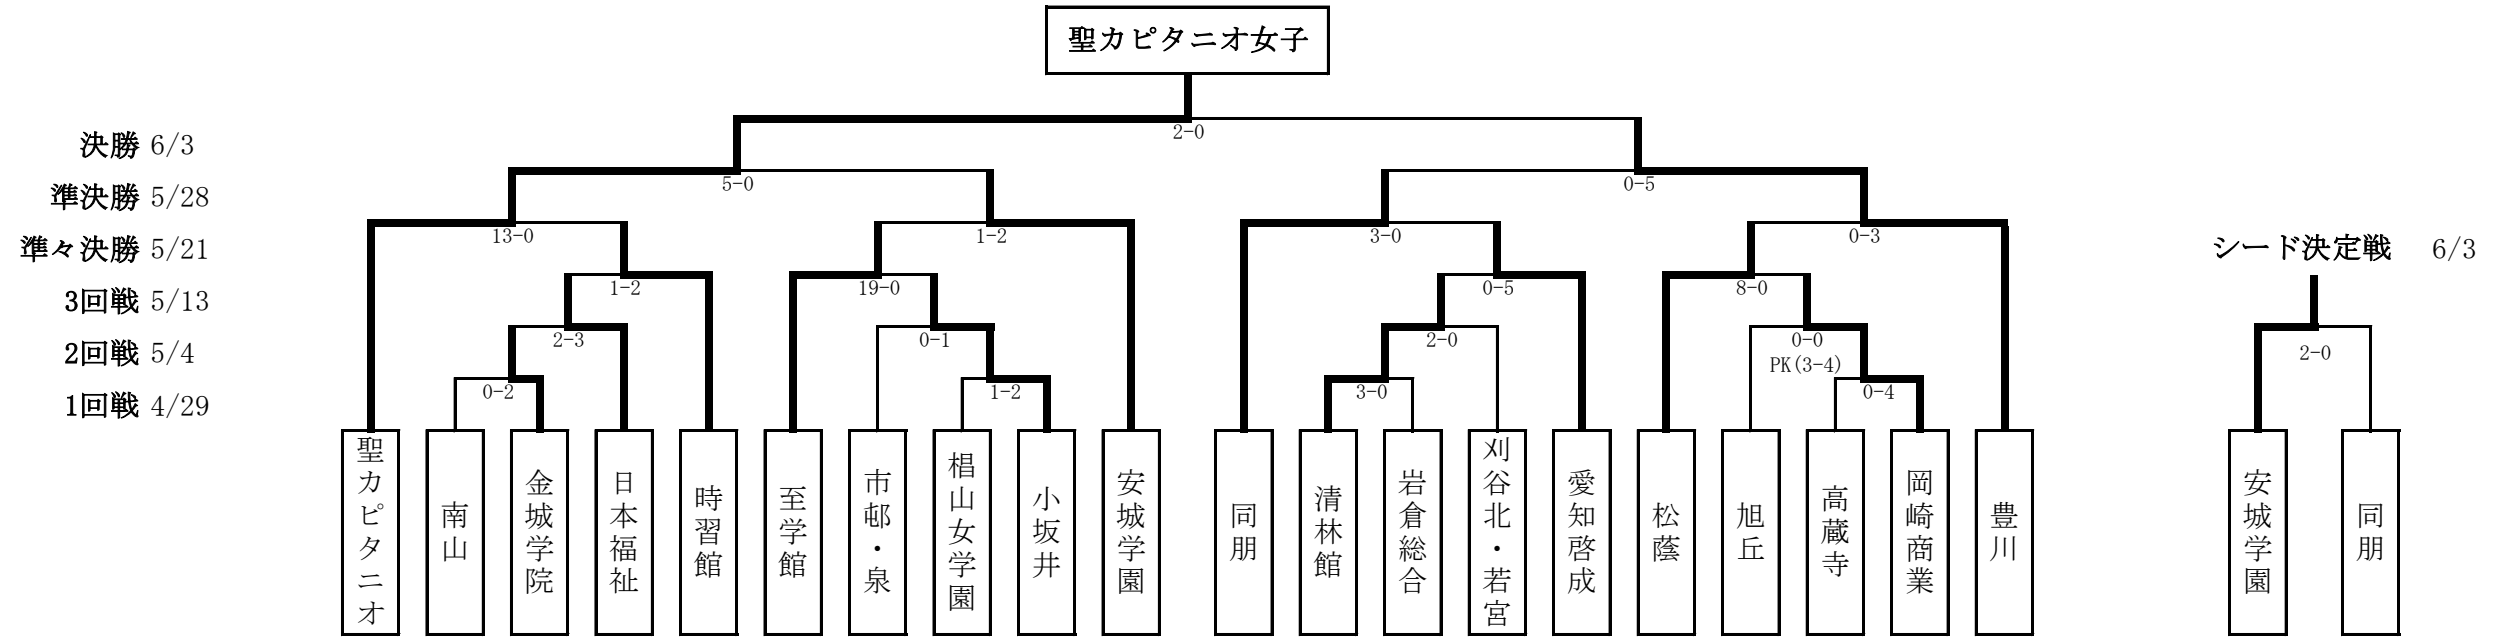 聖カピタニオ女子
決勝 6/3
2-0
準決勝 5/28
5-0
0-5
準々決勝 5/21
13-0
1-2
3-0
0-3
シード決定戦 6/3
3回戦 5/13
1-2
19-0
0-5
8-0
2回戦 5/4
2-3
0-1
2-0
0-0
PK(3-4)
2-0
1回戦 4/29
0-2
1-2
3-0
0-4
聖カピタニオ
南山
金城学院
日本福祉
時習館
至学館
市邨・泉
椙山女学園
小坂井
安城学園
同朋
清林館
岩倉総合
刈谷北・若宮
愛知啓成
松蔭
旭丘
高蔵寺
岡崎商業
豊川
安城学園
同朋